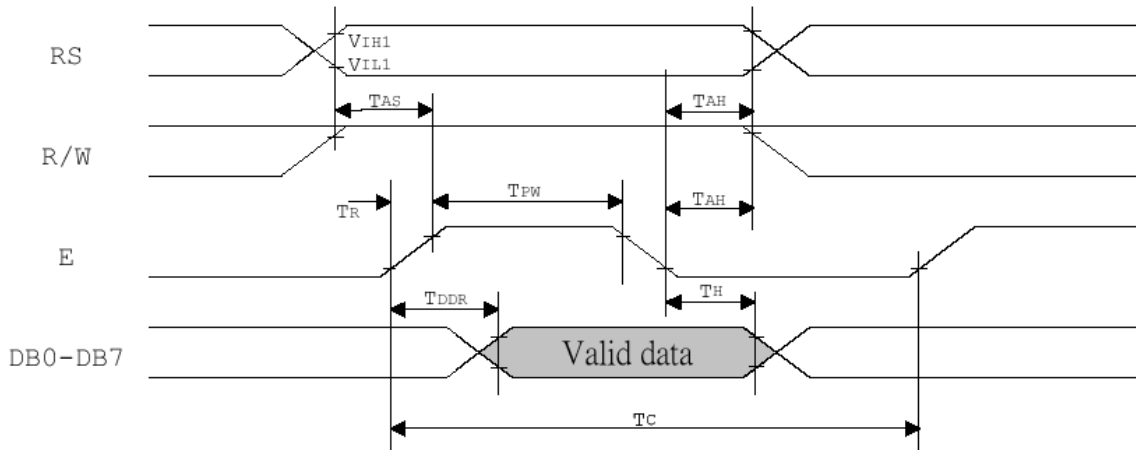 RS
VIH1
VIL1
TAS
TAH
R/W
TPW
TR
TAH
E
TDDR
TH
DB0-DB7
Valid data
TC